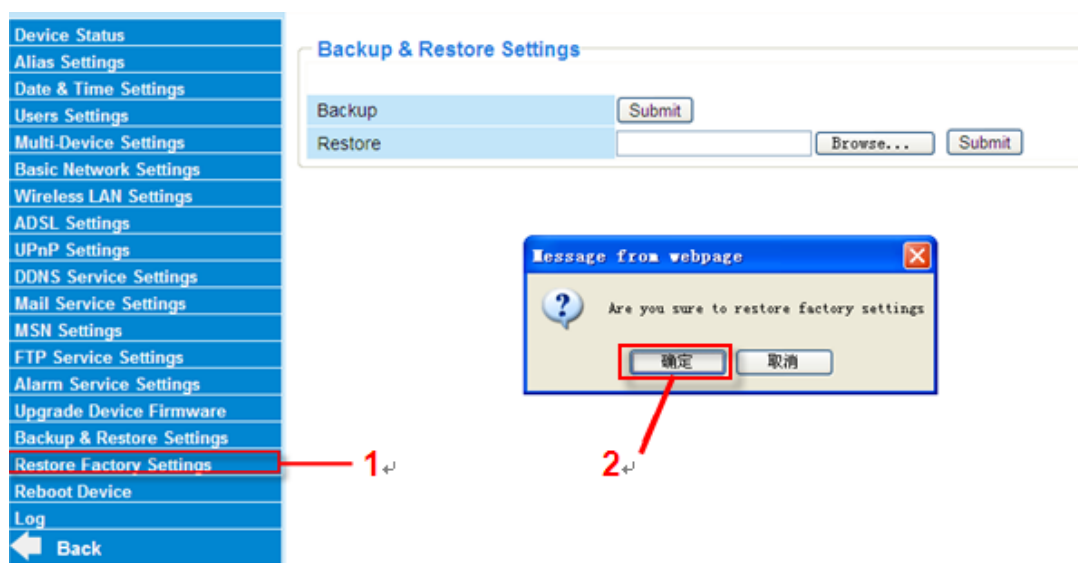 Device Status
Alias Settings
Date & Time Settings
Users Settings
Multi-Device Settings
Basic Network Settings
Wireless LAN Settings
ADSL Settings
UPnP Settings
DDNS Service Settings
Mail Service Settings
MSN Settings
FTP Service Settings
Alarm Service Settings
Upgrade Device Firmware
Backup & Restore Settings
Restore Factory Settings
Reboot Device
Log
Back
Backup & Restore Settings
Backup Submit
Restore Browse... Submit
Message from webpage
Are you sure to restore factory settings
确定 取消
1↵
2↵